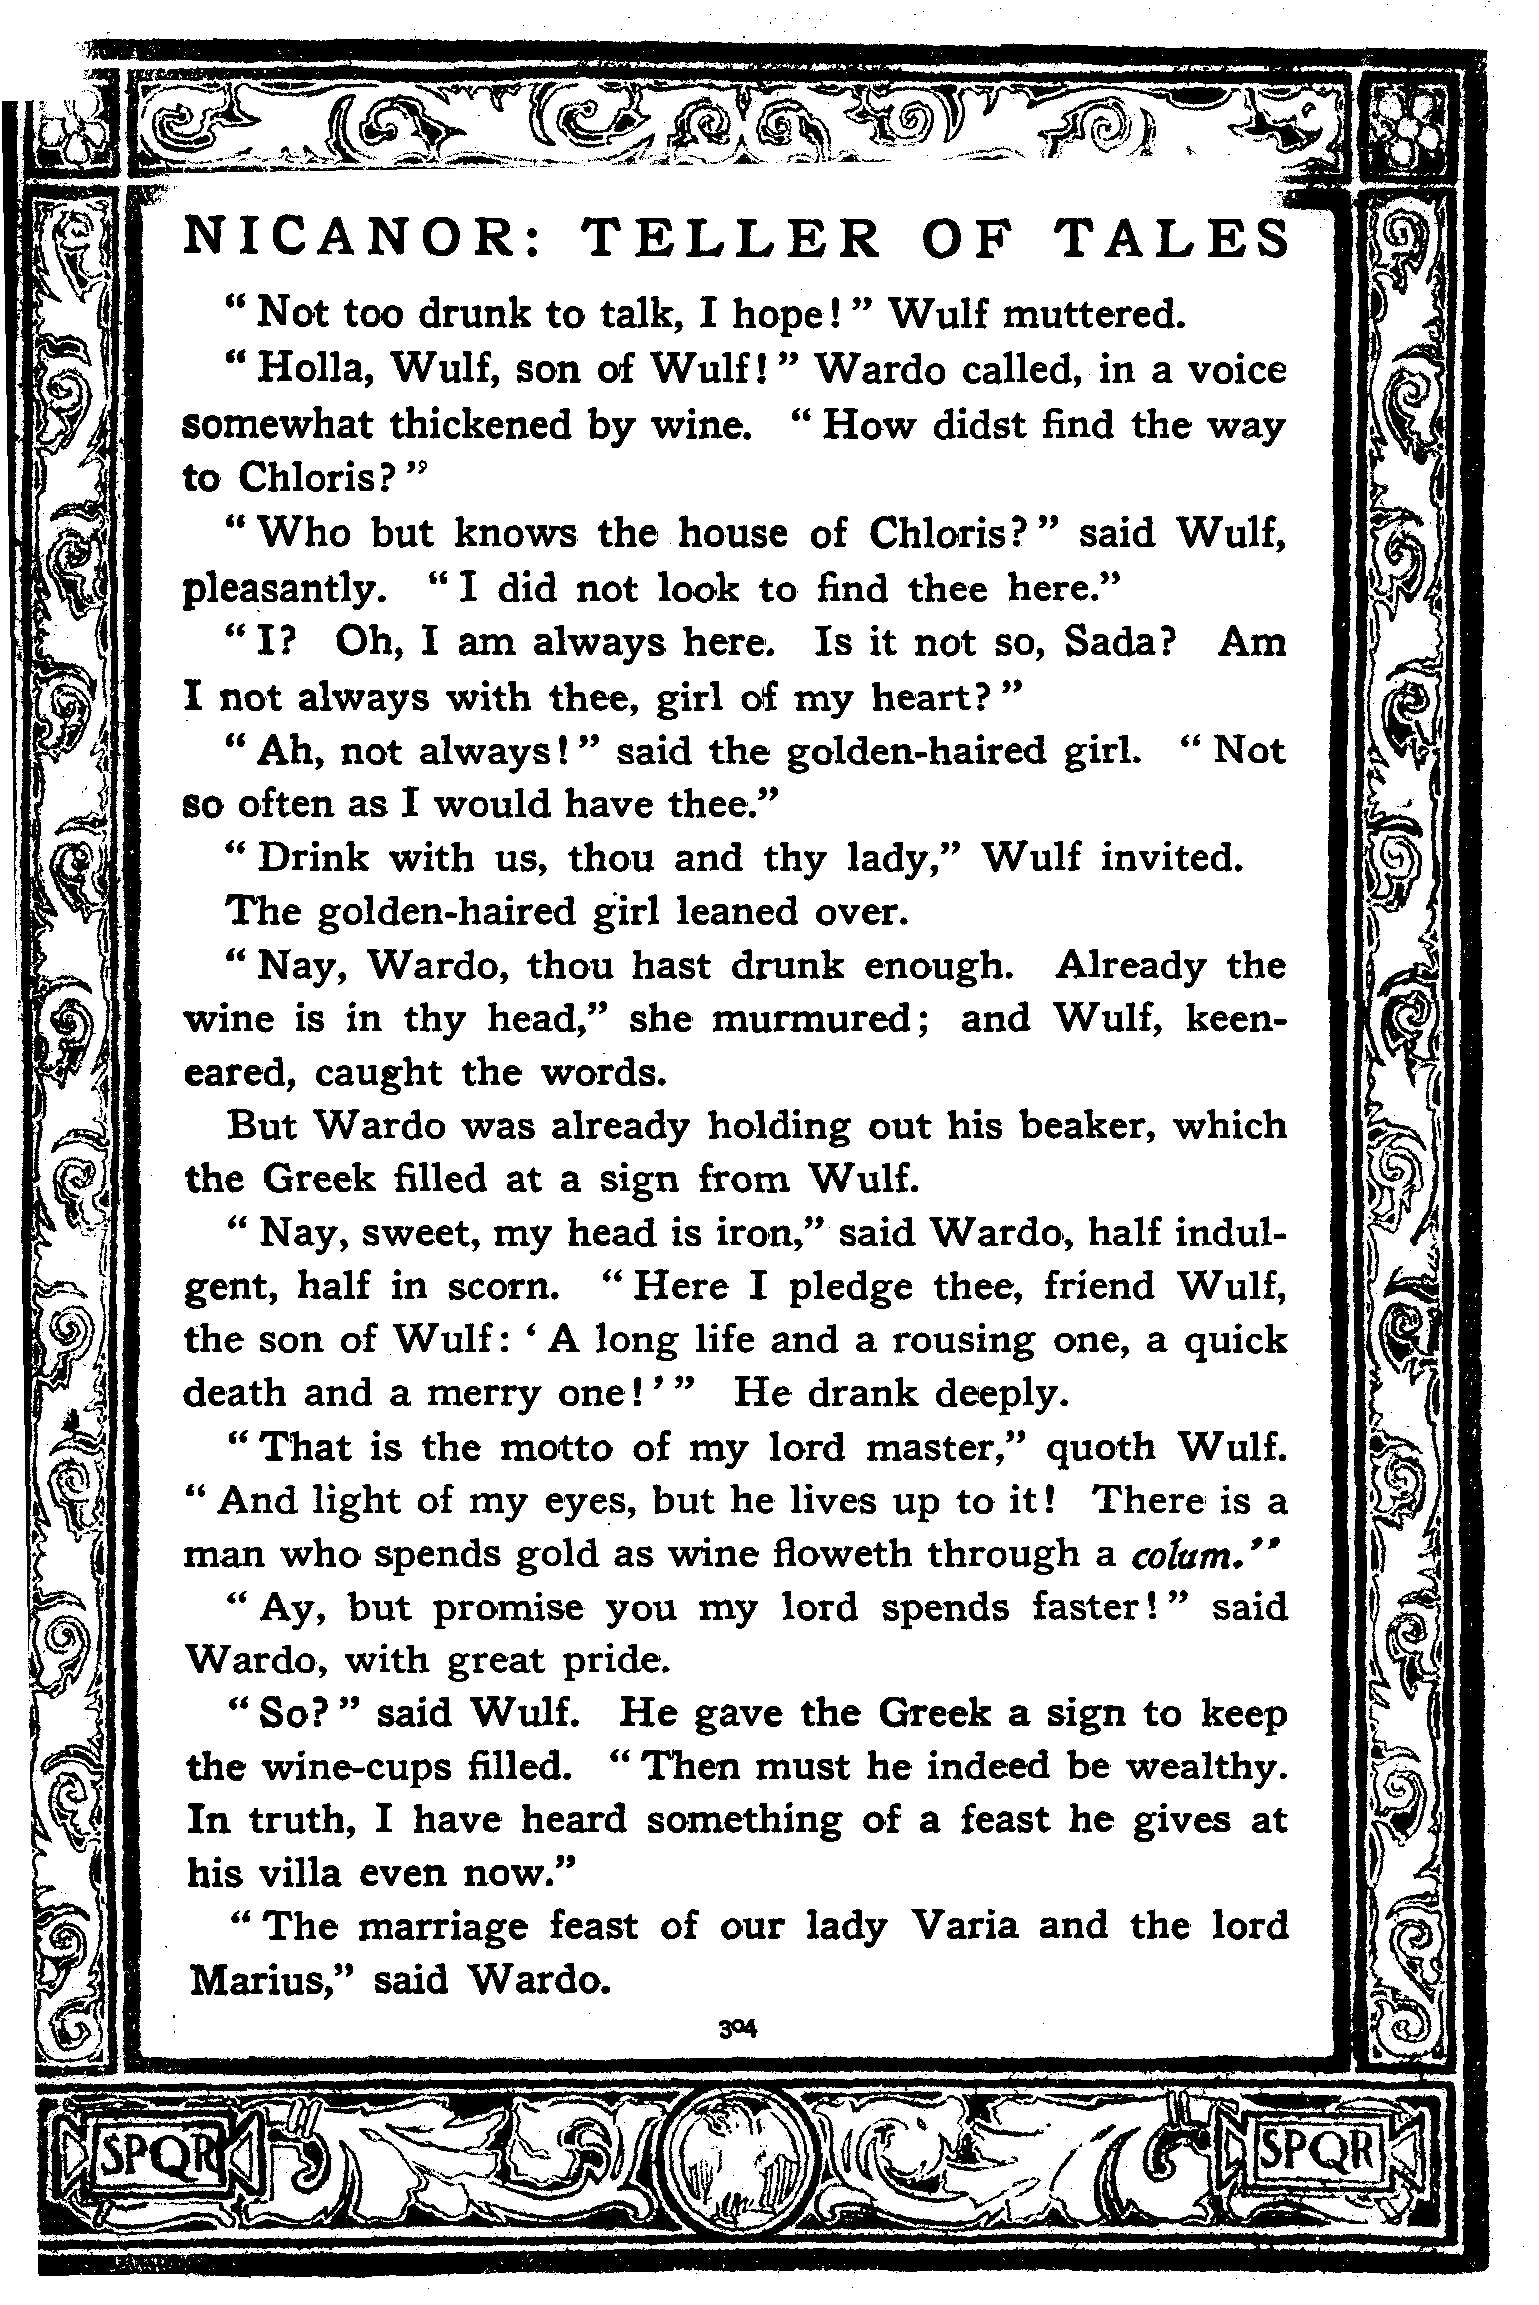 NICANOR: TELLER OF TALES
“ Not too drunk to talk, I hope! ” Wulf muttered.
“ Holla, Wulf, son of Wulf! ” Wardo called, in a voice
somewhat thickened by wine. “ How didst find the way
to Chloris? ”
“ Who but knows the house of Chloris? ” said Wulf,
pleasantly. “ I did not look to find thee here.”
“ I? Oh, I am always here. Is it not so, Sada? Am
I not always with thee, girl of my heart? ”
“ Ah, not always! ” said the golden-haired girl. “ Not
so often as I would have thee.”
“ Drink with us, thou and thy lady,” Wulf invited.
The golden-haired girl leaned over.
“ Nay, Wardo, thou hast drunk enough. Already the
wine is in thy head,” she murmured; and Wulf, keen-
eared, caught the words.
But Wardo was already holding out his beaker, which
the Greek filled at a sign from Wulf.
“ Nay, sweet, my head is iron,” said Wardo, half indul-
gent, half in scorn. “ Here I pledge thee, friend Wulf,
the son of Wulf: ‘ A long life and a rousing one, a quick
death and a merry one! ’ ” He drank deeply.
“ That is the motto of my lord master,” quoth Wulf.
“ And light of my eyes, but he lives up to it! There is a
man who spends gold as wine floweth through a colum.”
“ Ay, but promise you my lord spends faster! ” said
Wardo, with great pride.
“ So? ” said Wulf. He gave the Greek a sign to keep
the wine-cups filled. “ Then must he indeed be wealthy.
In truth, I have heard something of a feast he gives at
his villa even now.”
“ The marriage feast of our lady Varia and the lord
Marius,” said Wardo.
304
SPQR SPQR